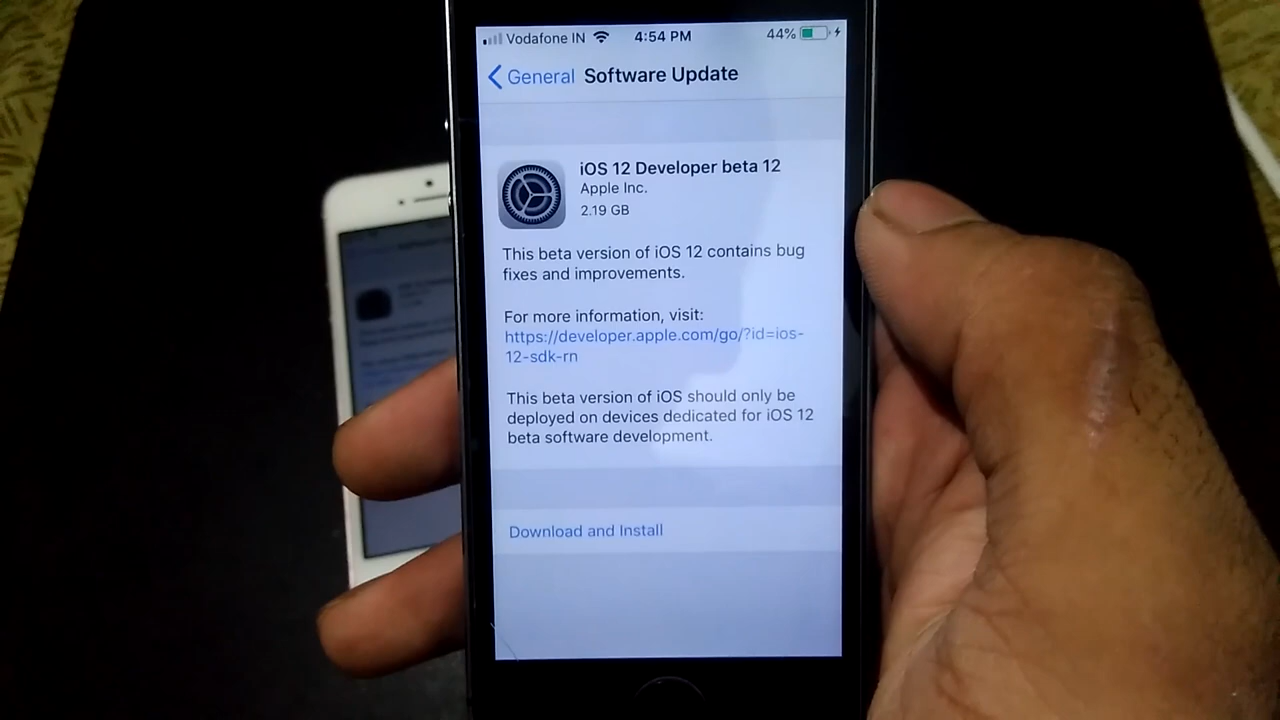 Vodafone IN 4:54 PM 44%
General Software Update
iOS 12 Developer beta 12
Apple Inc.
2.19 GB
This beta version of iOS 12 contains bug
fixes and improvements.
For more information, visit:
https://developer.apple.com/go/?id=ios-
12-sdk-rn
This beta version of iOS should only be
deployed on devices dedicated for iOS 12
beta software development.
Download and Install